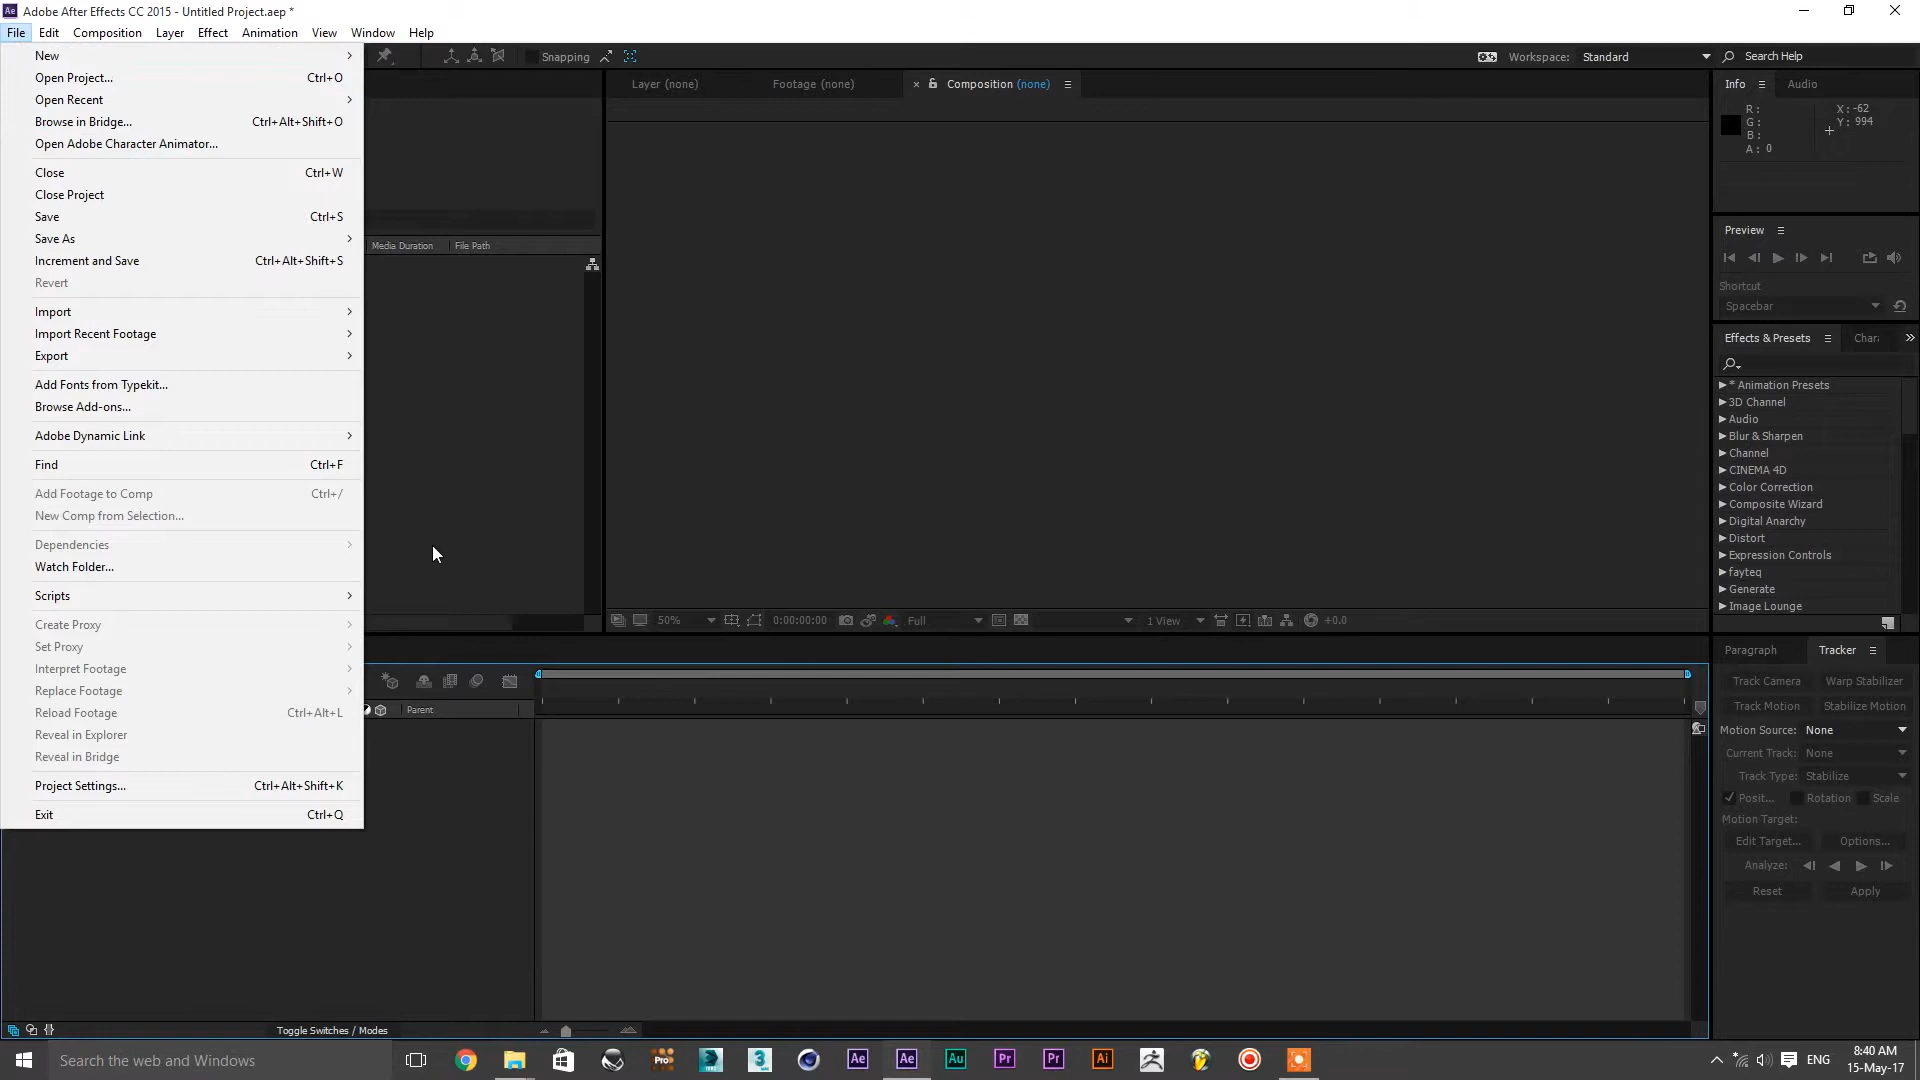 Adobe After Effects CC 2015 - Untitled Project.aep *
File Edit Composition Layer Effect Animation View Window Help
New
Open Project... Ctrl+O
Open Recent
Browse in Bridge... Ctrl+Alt+Shift+O
Open Adobe Character Animator...
Close Ctrl+W
Close Project
Save Ctrl+S
Save As
Increment and Save Ctrl+Alt+Shift+S
Revert
Import
Import Recent Footage
Export
Add Fonts from Typekit...
Browse Add-ons...
Adobe Dynamic Link
Find Ctrl+F
Add Footage to Comp Ctrl+/
New Comp from Selection...
Dependencies
Watch Folder...
Scripts
Create Proxy
Set Proxy
Interpret Footage
Replace Footage
Reload Footage Ctrl+Alt+L
Reveal in Explorer
Reveal in Bridge
Project Settings... Ctrl+Alt+Shift+K
Exit Ctrl+Q
Snapping
Workspace: Standard
Search Help
Media Duration File Path
Layer (none) Footage (none) × Composition (none)
50% 0:00:00:00 Full 1 View +0.0
Parent
Toggle Switches / Modes
Info Audio
R: X: -62
G: Y: 994
B:
A: 0
Preview
Shortcut
Spacebar
Effects & Presets Char
* Animation Presets
3D Channel
Audio
Blur & Sharpen
Channel
CINEMA 4D
Color Correction
Composite Wizard
Digital Anarchy
Distort
Expression Controls
fayteq
Generate
Image Lounge
Paragraph Tracker
Track Camera Warp Stabilizer
Track Motion Stabilize Motion
Motion Source: None
Current Track: None
Track Type: Stabilize
Posit... Rotation Scale
Motion Target:
Edit Target... Options...
Analyze:
Reset Apply
Search the web and Windows
Pro
3
Ae
Ae
Au
Pr
Pr
Ai
ENG
8:40 AM
15-May-17